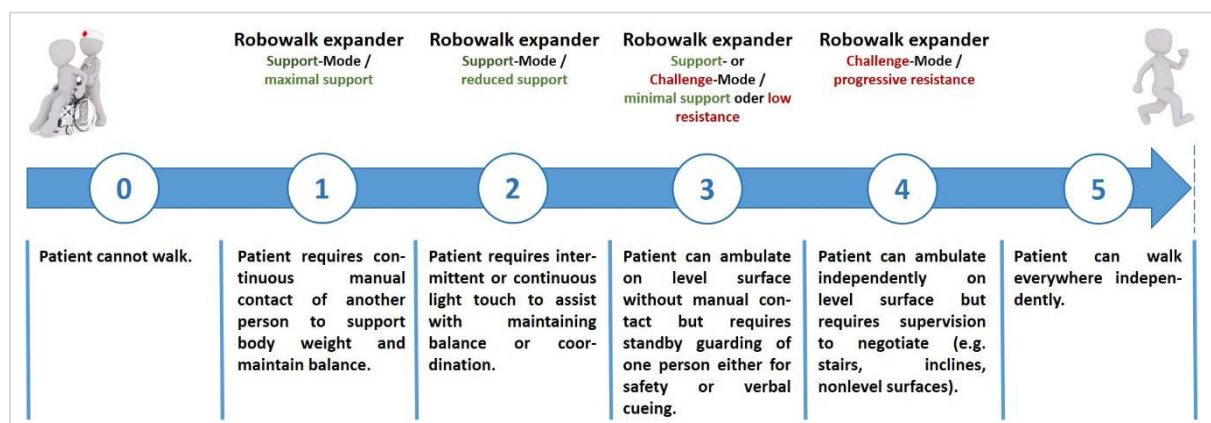 Robowalk expander
Support-Mode /
maximal support
Robowalk expander
Support-Mode /
reduced support
Robowalk expander
Support- or
Challenge-Mode /
minimal support oder low
resistance
Robowalk expander
Challenge-Mode /
progressive resistance
0
1
2
3
4
5
Patient cannot walk.
Patient requires con-
tinuous manual
contact of another
person to support
body weight and
maintain balance.
Patient requires inter-
mittent or continuous
light touch to assist
with maintaining
balance or coor-
dination.
Patient can ambulate
on level surface
without manual con-
tact but requires
standby guarding of
one person either for
safety or verbal
cueing.
Patient can ambulate
independently on
level surface but
requires supervision
to negotiate (e.g.
stairs, inclines,
nonlevel surfaces).
Patient can walk
everywhere indepen-
dently.